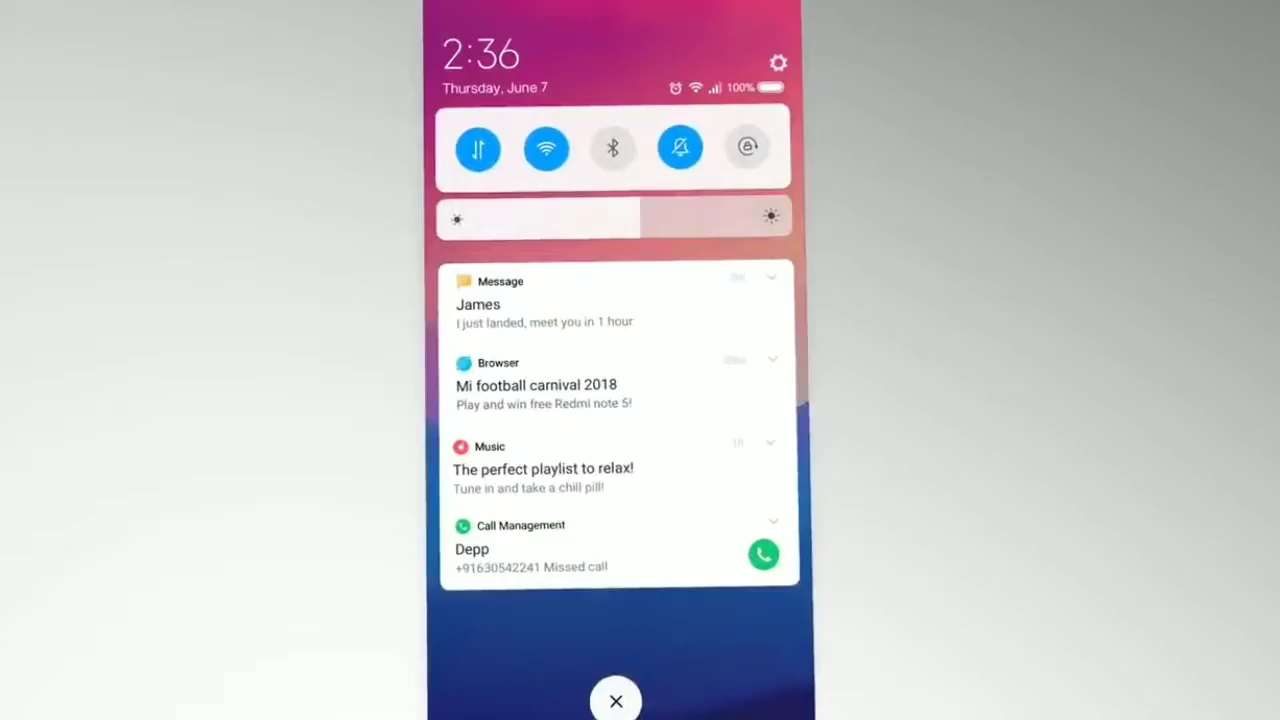 2:36
Thursday, June 7
100%
Message
James
I just landed, meet you in 1 hour
Browser
Mi football carnival 2018
Play and win free Redmi note 5!
Music
1h
The perfect playlist to relax!
Tune in and take a chill pill!
Call Management
Depp
+91630542241 Missed call